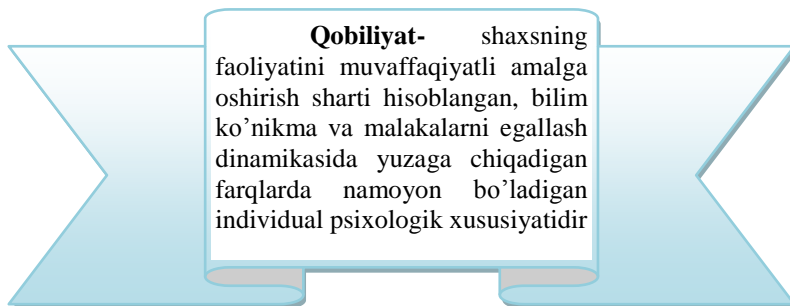 Qobiliyat- shaxsning
faoliyatini muvaffaqiyatli amalga
oshirish sharti hisoblangan, bilim
ko’nikma va malakalarni egallash
dinamikasida yuzaga chiqadigan
farqlarda namoyon bo’ladigan
individual psixologik xususiyatidir